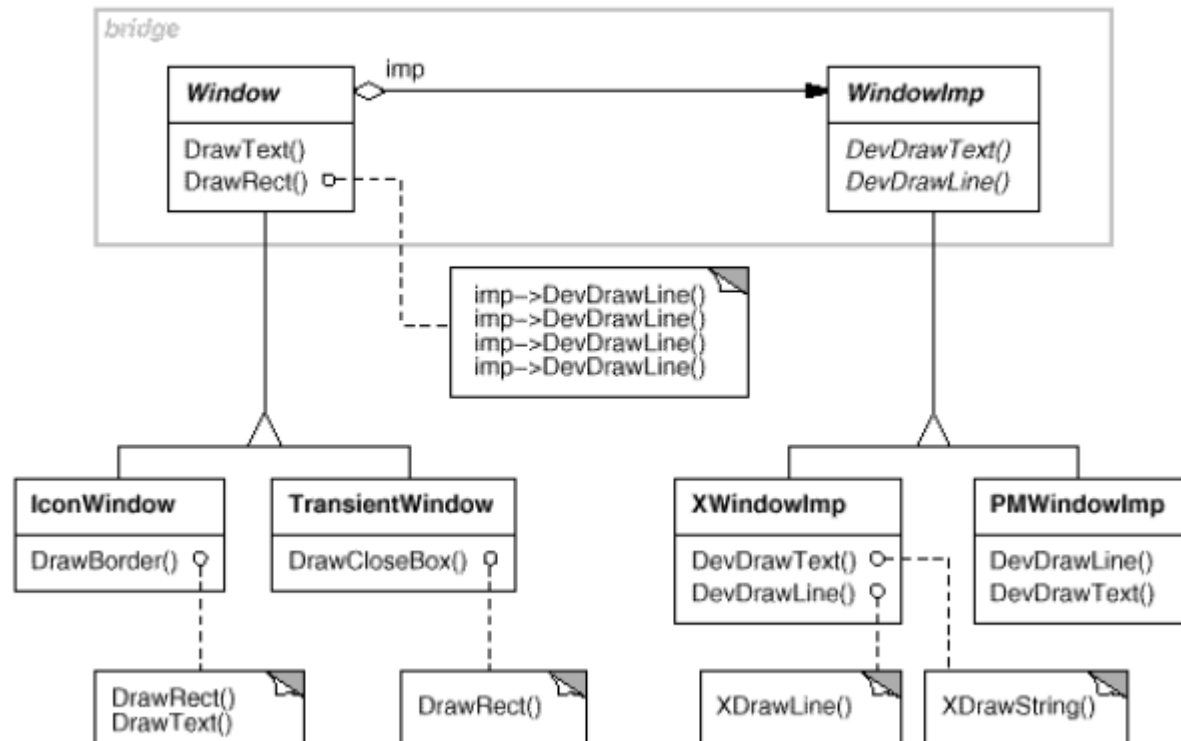 bridge
imp
Window
WindowImp
DrawText()
DrawRect()
DevDrawText()
DevDrawLine()
imp->DevDrawLine()
imp->DevDrawLine()
imp->DevDrawLine()
imp->DevDrawLine()
IconWindow
DrawBorder()
TransientWindow
DrawCloseBox()
XWindowImp
DevDrawText()
DevDrawLine()
PMWindowImp
DevDrawLine()
DevDrawText()
DrawRect()
DrawText()
DrawRect()
XDrawLine()
XDrawString()